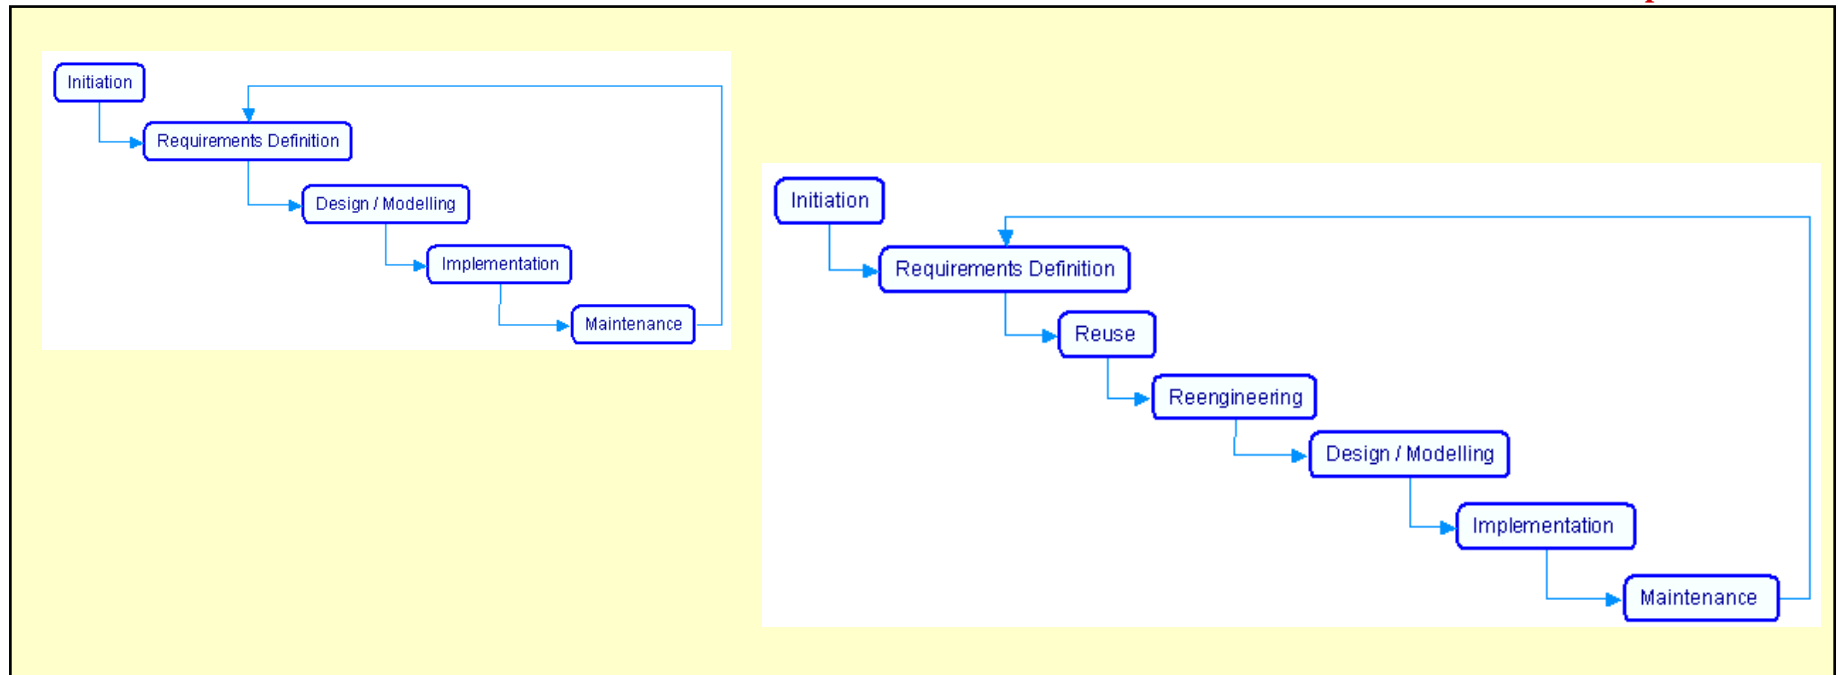 Initiation
Requirements Definition
Design / Modelling
Implementation
Maintenance
Initiation
Requirements Definition
Reuse
Reengineering
Design / Modelling
Implementation
Maintenance